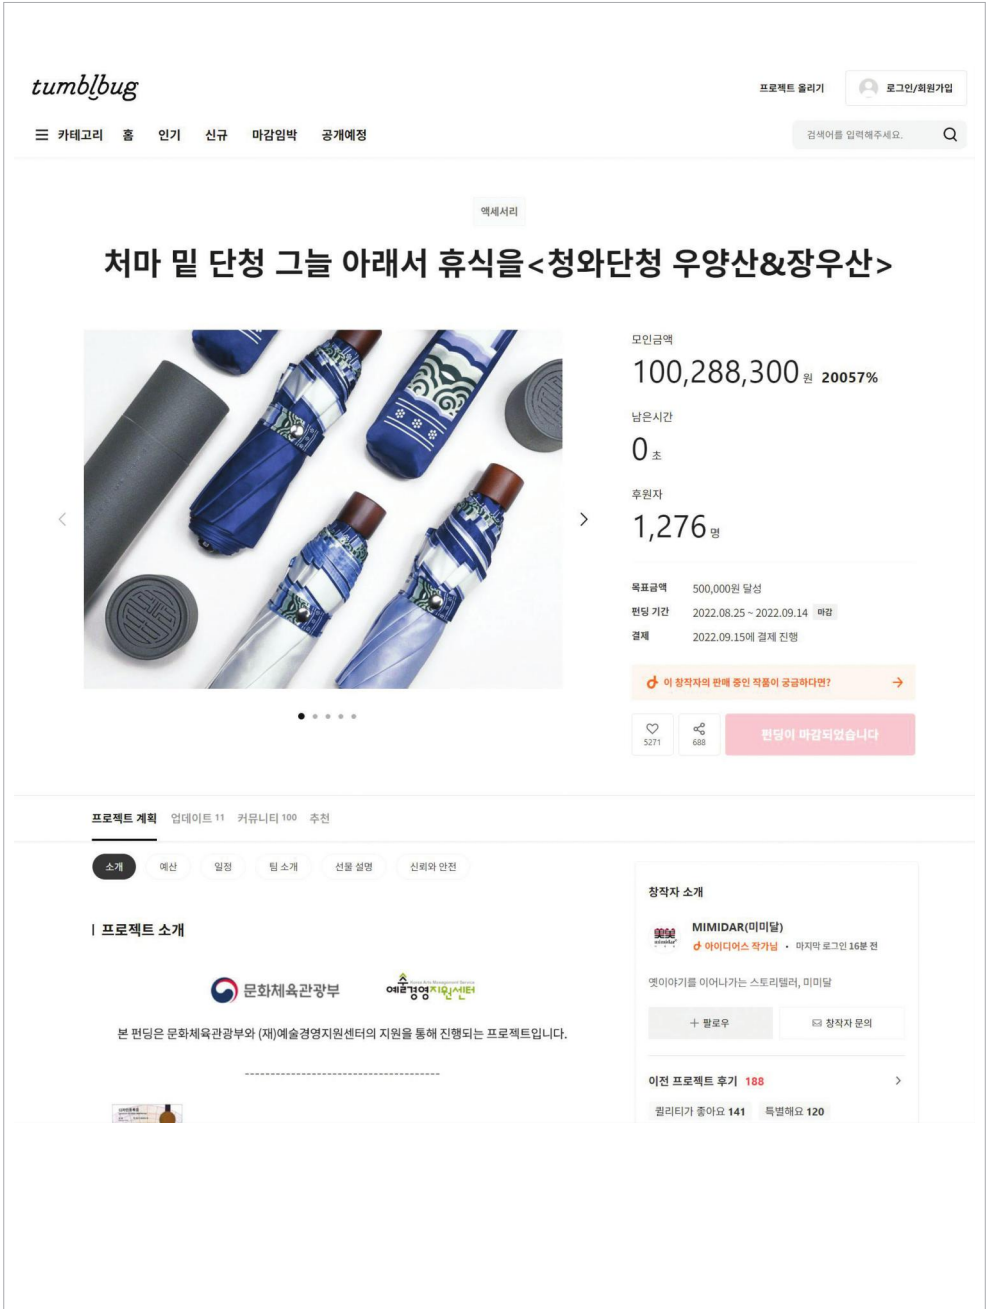 tumblbug
프로젝트 올리기
로그인/회원가입
카테고리 홈 인기 신규 마감임박 공개예정
검색어를 입력해주세요.
액세서리
처마 밑 단청 그늘 아래서 휴식을<청와단청 우양산&장우산>
모인금액
100,288,300원 20057%
남은시간
0초
후원자
1,276명
목표금액 500,000원 달성
펀딩 기간 2022.08.25 ~ 2022.09.14 마감
결제 2022.09.15에 결제 진행
이 창작자의 판매 중인 작품이 궁금하다면?
5271
688
펀딩이 마감되었습니다
프로젝트 계획 업데이트 11 커뮤니티 100 추천
소개 예산 일정 팀 소개 선물 설명 신뢰와 안전
프로젝트 소개
문화체육관광부
Korea Arts Management Service
예술경영지원센터
본 펀딩은 문화체육관광부와 (재)예술경영지원센터의 지원을 통해 진행되는 프로젝트입니다.
창작자 소개
美美
mimidar
MIMIDAR(미미달)
아이디어스 작가님 • 마지막 로그인 16분 전
옛이야기를 이어나가는 스토리텔러, 미미달
+ 팔로우
창작자 문의
이전 프로젝트 후기 188
퀄리티가 좋아요 141 특별해요 120